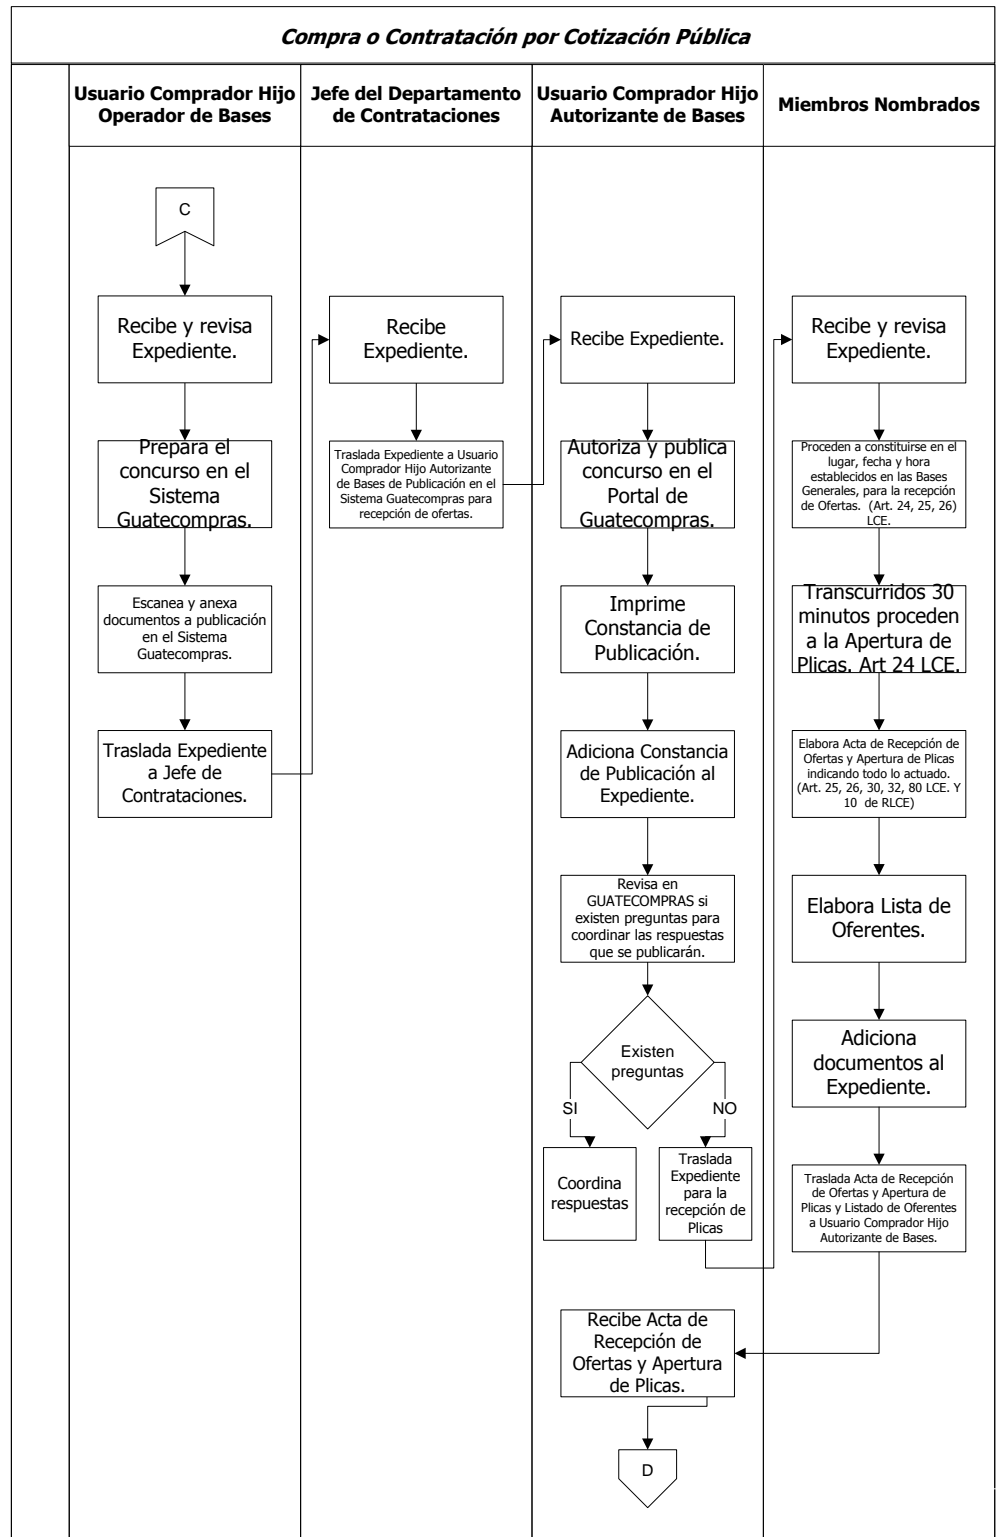 Compra o Contratación por Cotización Pública
Usuario Comprador Hijo
Operador de Bases
Jefe del Departamento
de Contrataciones
Usuario Comprador Hijo
Autorizante de Bases
Miembros Nombrados
C
Recibe y revisa
Expediente.
Prepara el
concurso en el
Sistema
Guatecompras.
Escanea y anexa
documentos a publicación
en el Sistema
Guatecompras.
Traslada Expediente
a Jefe de
Contrataciones.
Recibe
Expediente.
Traslada Expediente a Usuario
Comprador Hijo Autorizante
de Bases de Publicación en el
Sistema Guatecompras para
recepción de ofertas.
Recibe Expediente.
Autoriza y publica
concurso en el
Portal de
Guatecompras.
Imprime
Constancia de
Publicación.
Adiciona Constancia
de Publicación al
Expediente.
Revisa en
GUATECOMPRAS si
existen preguntas para
coordinar las respuestas
que se publicarán.
Existen
preguntas
SI
NO
Coordina
respuestas
Traslada
Expediente
para la
recepción de
Plicas
Recibe y revisa
Expediente.
Proceden a constituirse en el
lugar, fecha y hora
establecidos en las Bases
Generales, para la recepción
de Ofertas.  (Art. 24, 25, 26)
LCE.
Transcurridos 30
minutos proceden
a la Apertura de
Plicas. Art 24 LCE.
Elabora Acta de Recepción de
Ofertas y Apertura de Plicas
indicando todo lo actuado.
(Art. 25, 26, 30, 32, 80 LCE. Y
10  de RLCE)
Elabora Lista de
Oferentes.
Adiciona
documentos al
Expediente.
Traslada Acta de Recepción
de Ofertas y Apertura de
Plicas y Listado de Oferentes
a Usuario Comprador Hijo
Autorizante de Bases.
Recibe Acta de
Recepción de
Ofertas y Apertura
de Plicas.
D